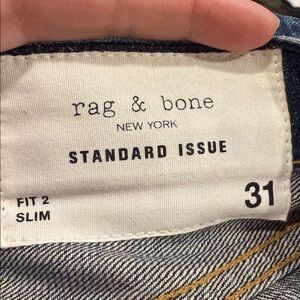 rag & bone
NEW YORK
STANDARD ISSUE
FIT 2
SLIM
31